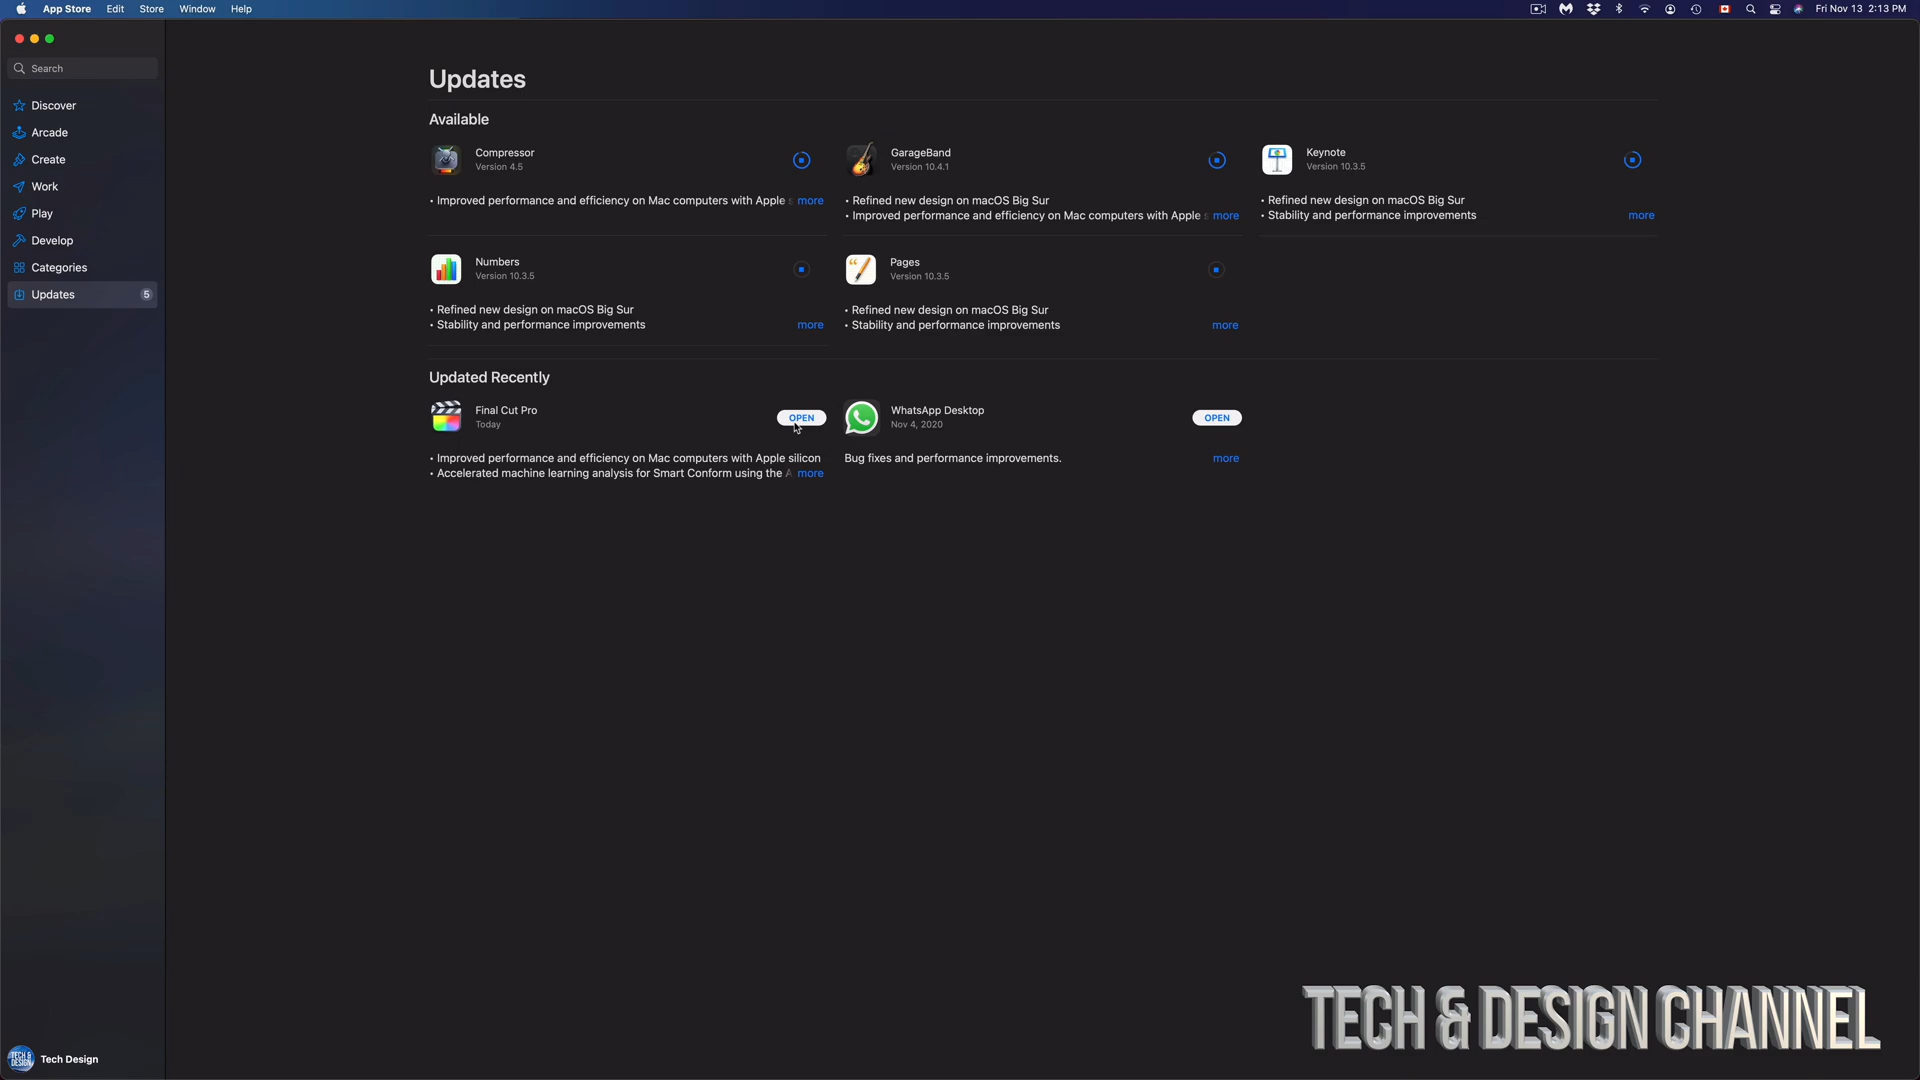 App Store Edit Store Window Help
Fri Nov 13 2:13 PM
Search
Discover
Arcade
Create
Work
Play
Develop
Categories
Updates 5
Tech Design
Updates
Available
Compressor
Version 4.5
• Improved performance and efficiency on Mac computers with Apple more
GarageBand
Version 10.4.1
• Refined new design on macOS Big Sur
• Improved performance and efficiency on Mac computers with Apple more
Keynote
Version 10.3.5
• Refined new design on macOS Big Sur
• Stability and performance improvements more
Numbers
Version 10.3.5
• Refined new design on macOS Big Sur
• Stability and performance improvements more
Pages
Version 10.3.5
• Refined new design on macOS Big Sur
• Stability and performance improvements more
Updated Recently
Final Cut Pro
Today
OPEN
• Improved performance and efficiency on Mac computers with Apple silicon
• Accelerated machine learning analysis for Smart Conform using the more
WhatsApp Desktop
Nov 4, 2020
OPEN
Bug fixes and performance improvements. more
TECH & DESIGN CHANNEL
TECH &
DESIGN